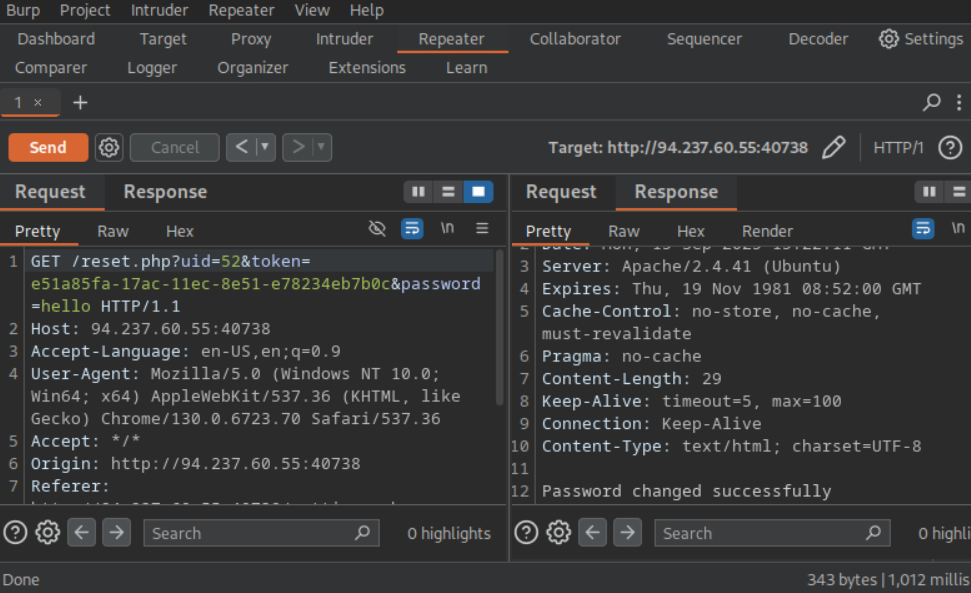 Burp Project Intruder Repeater View Help
Dashboard Target Proxy Intruder Repeater Collaborator Sequencer Decoder Settings
Comparer Logger Organizer Extensions Learn
1 × +
Send Cancel < > Target: http://94.237.60.55:40738 HTTP/1 ?
Request Response
Pretty Raw Hex \n
1 GET /reset.php?uid=52&token=
e51a85fa-17ac-11ec-8e51-e78234eb7b0c&password
=hello HTTP/1.1
2 Host: 94.237.60.55:40738
3 Accept-Language: en-US,en;q=0.9
4 User-Agent: Mozilla/5.0 (Windows NT 10.0;
Win64; x64) AppleWebKit/537.36 (KHTML, like
Gecko) Chrome/130.0.6723.70 Safari/537.36
5 Accept: */*
6 Origin: http://94.237.60.55:40738
7 Referer:
? Search 0 highlights
Request Response
Pretty Raw Hex Render \n
3 Server: Apache/2.4.41 (Ubuntu)
4 Expires: Thu, 19 Nov 1981 08:52:00 GMT
5 Cache-Control: no-store, no-cache,
must-revalidate
6 Pragma: no-cache
7 Content-Length: 29
8 Keep-Alive: timeout=5, max=100
9 Connection: Keep-Alive
10 Content-Type: text/html; charset=UTF-8
11
12 Password changed successfully
? Search 0 highli
Done 343 bytes | 1,012 millis